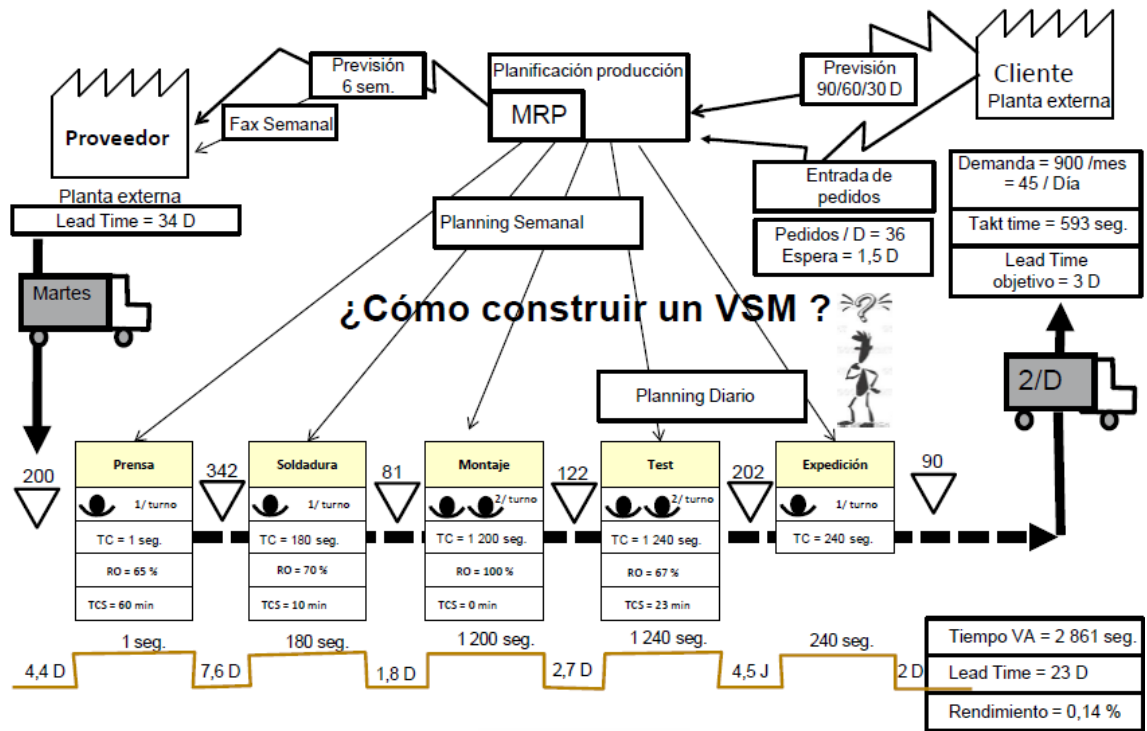 Previsión
6 sem.
Fax Semanal
Proveedor
Planta externa
Lead Time = 34 D
Martes
Planificación producción
MRP
Previsión
90/60/30 D
Cliente
Planta externa
Entrada de
pedidos
Pedidos / D = 36
Espera = 1,5 D
Demanda = 900 /mes
= 45 / Día
Takt time = 593 seg.
Lead Time
objetivo = 3 D
Planning Semanal
¿Cómo construir un VSM ?
?
Planning Diario
2/D
200
Prensa
1/ turno
TC = 1 seg.
RO = 65 %
TCS = 60 min
342
Soldadura
1/ turno
TC = 180 seg.
RO = 70 %
TCS = 10 min
81
Montaje
2/ turno
TC = 1 200 seg.
RO = 100 %
TCS = 0 min
122
Test
2/ turno
TC = 1 240 seg.
RO = 67 %
TCS = 23 min
202
Expedición
1/ turno
TC = 240 seg.
90
4,4 D
1 seg.
7,6 D
180 seg.
1,8 D
1 200 seg.
2,7 D
1 240 seg.
4,5 J
240 seg.
2 D
Tiempo VA = 2 861 seg.
Lead Time = 23 D
Rendimiento = 0,14 %